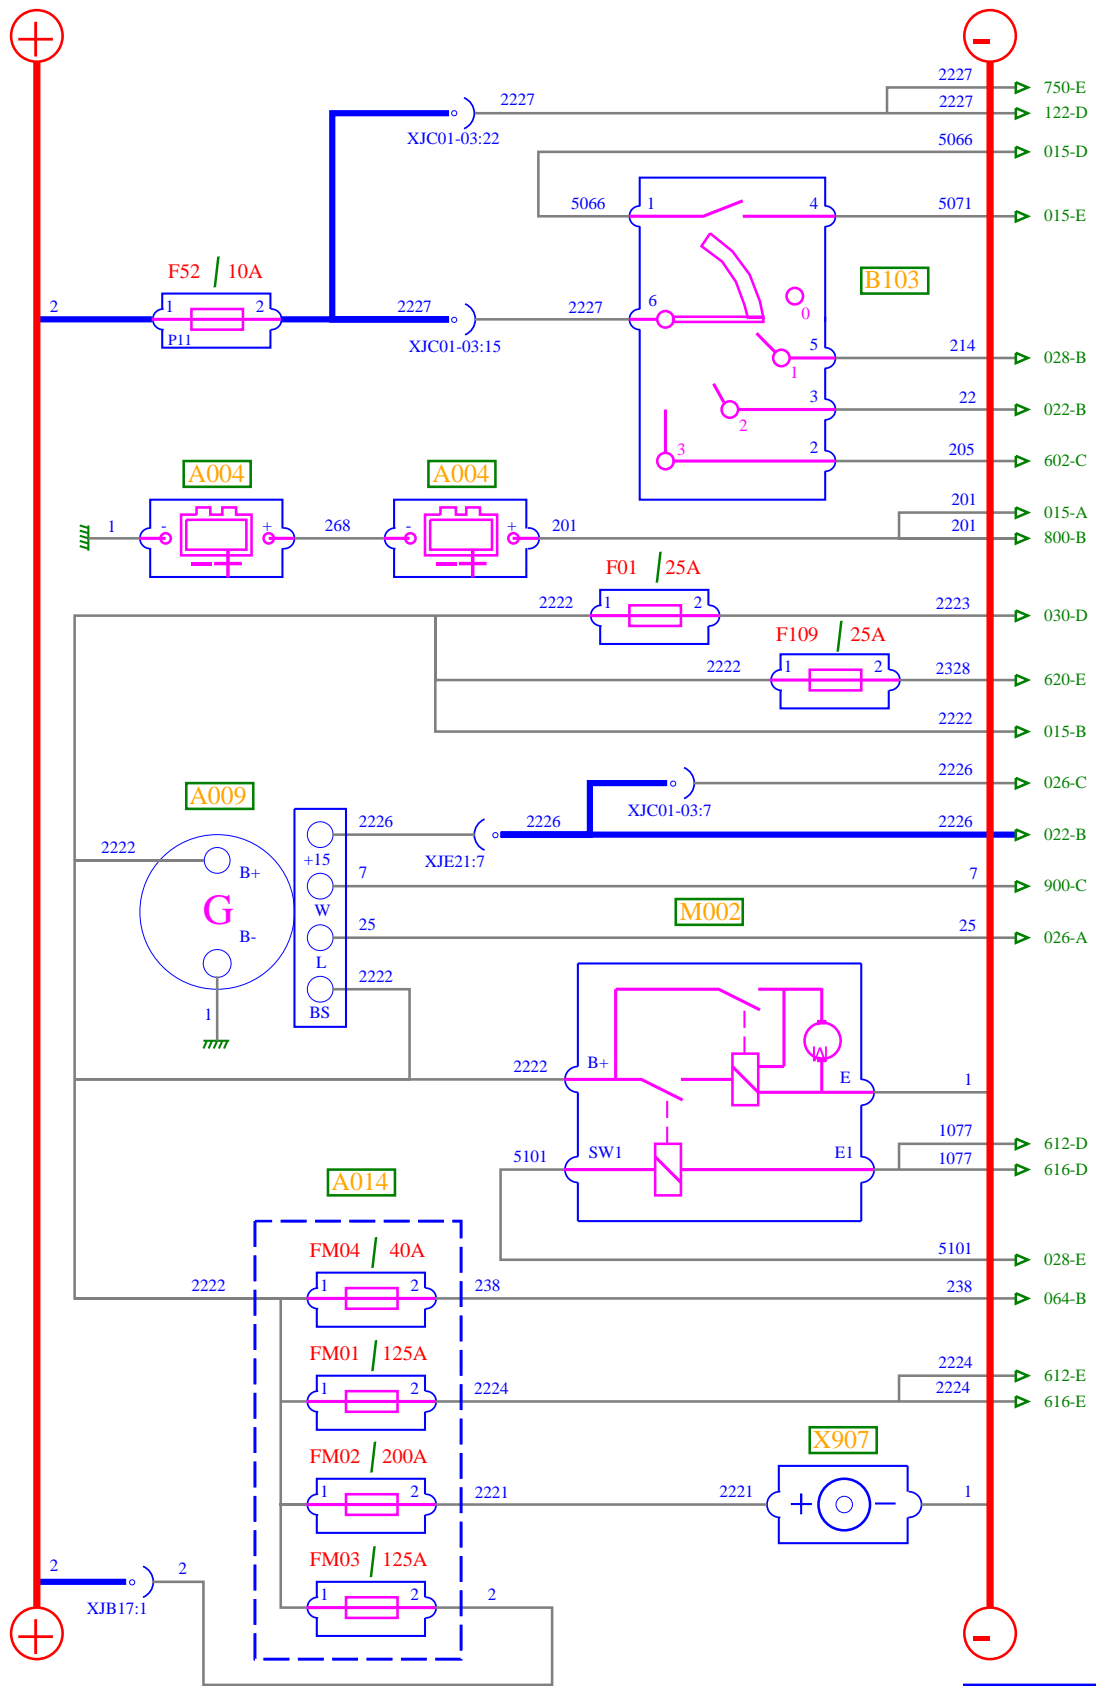 2227
750-E
2227
2227
122-D
XJC01-03:22
5066
015-D
5066
1
4
5071
015-E
F52 / 10A
B103
2
1
2
2227
2227
6
0
P11
XJC01-03:15
5
214
028-B
1
3
22
022-B
2
A004
A004
3
2
205
602-C
201
015-A
1
-
+
268
-
+
201
201
800-B
F01 / 25A
2222
1
2
2223
030-D
F109 / 25A
2222
1
2
2328
620-E
2222
015-B
2226
026-C
A009
XJC01-03:7
2226
2226
2226
022-B
2222
B+
+15
XJE21:7
7
7
900-C
G
W
M002
B-
25
25
026-A
L
2222
1
BS
M
2222
B+
E
1
1077
612-D
5101
SW1
E1
1077
616-D
A014
5101
028-E
FM04 / 40A
2222
1
2
238
238
064-B
FM01 / 125A
2224
612-E
1
2
2224
2224
616-E
X907
FM02 / 200A
1
2
2221
2221
+
-
1
FM03 / 125A
2
2
1
2
2
XJB17:1